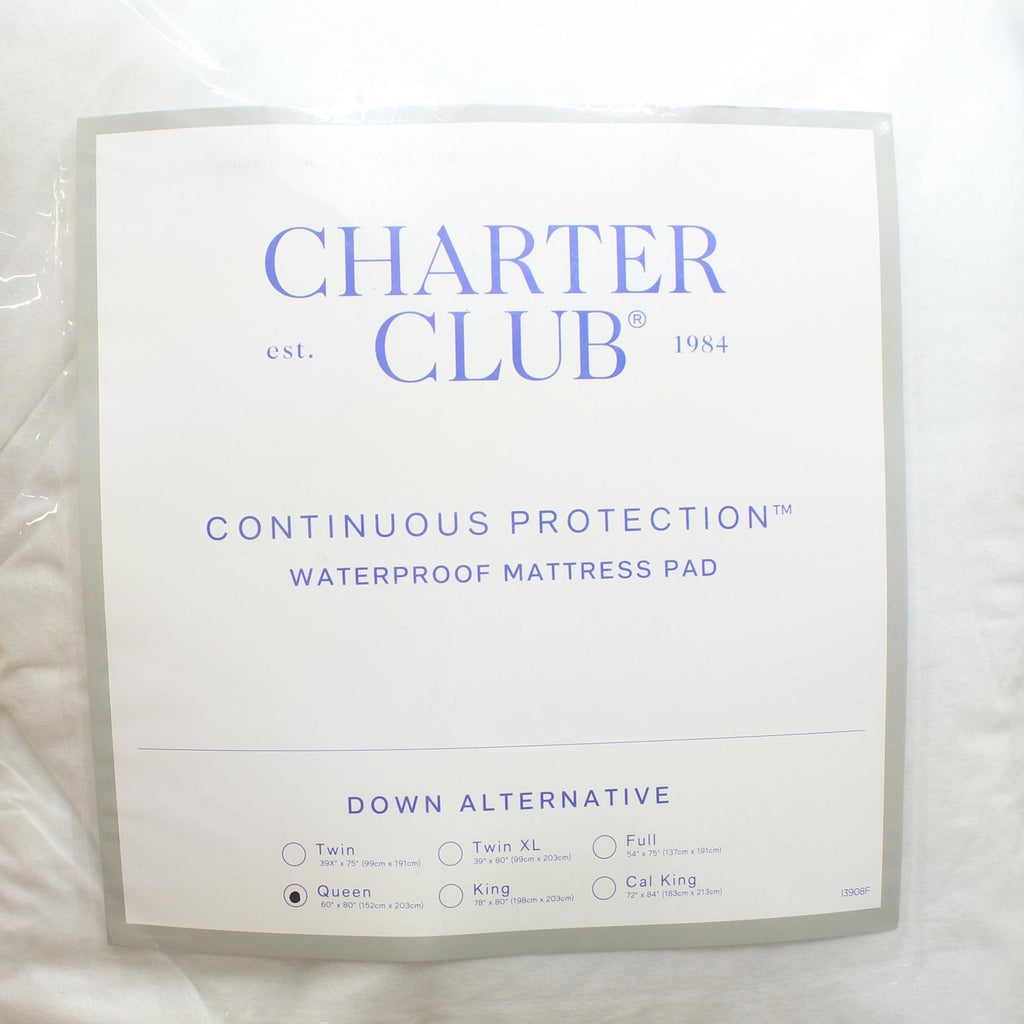 CHARTER
est. CLUB® 1984
CONTINUOUS PROTECTION™
WATERPROOF MATTRESS PAD
DOWN ALTERNATIVE
Twin Twin XL Full
39X" x 75" (99cm x 191cm) 39" x 80" (99cm x 203cm) 54" x 75" (137cm x 191cm)
Queen King Cal King
60" x 80" (152cm x 203cm) 78" x 80" (198cm x 203cm) 72" x 84" (183cm x 213cm)
13908F